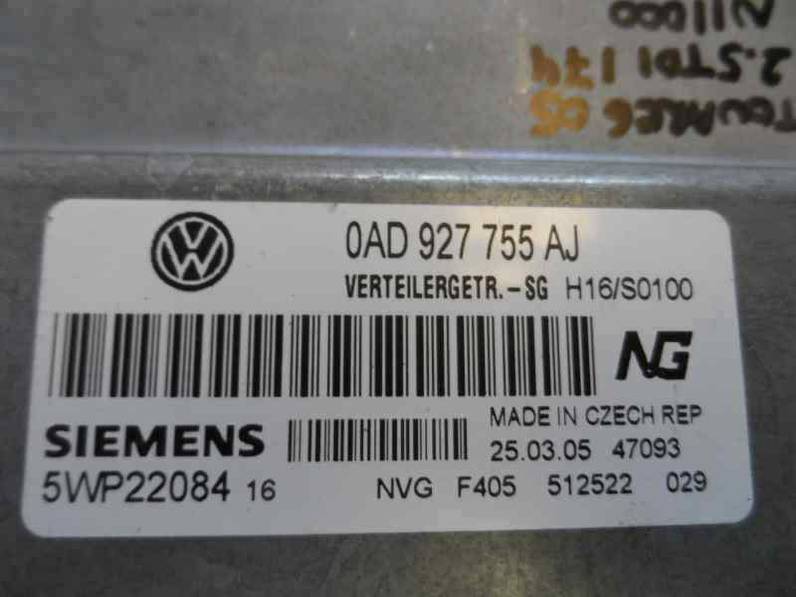 N11000
2.5TDI 174
TOUAREG 05
0AD 927 755 AJ
VERTEILERGETR.-SG H16/S0100
NG
SIEMENS
MADE IN CZECH REP
25.03.05 47093
5WP22084 16
NVG F405 512522 029